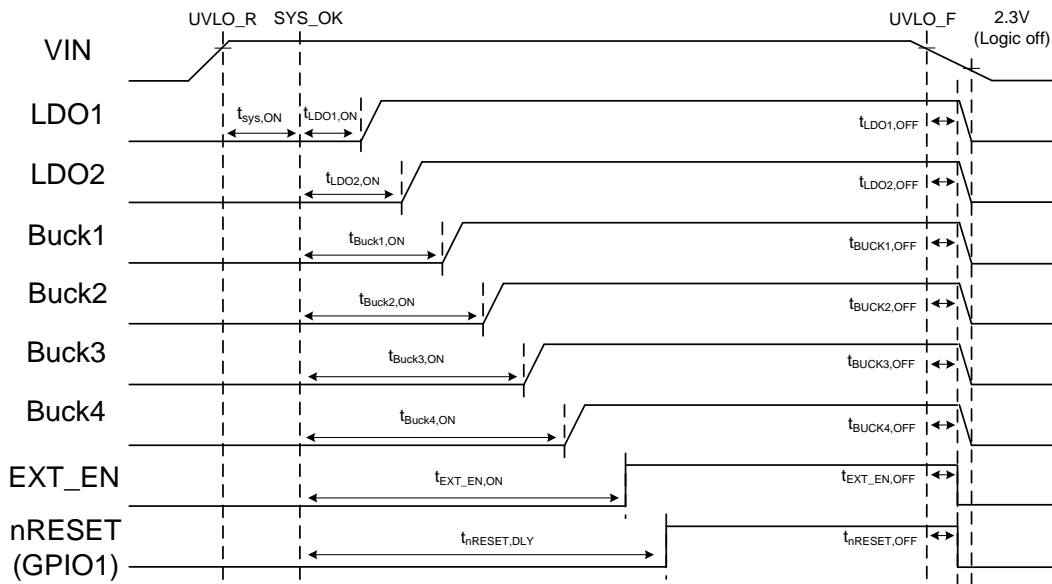 UVLO_R SYS_OK UVLO_F 2.3V
(Logic off)
VIN
LDO1 tsys,ON tLDO1,ON tLDO1,OFF
LDO2 tLDO2,ON tLDO2,OFF
Buck1 tBuck1,ON tBUCK1,OFF
Buck2 tBuck2,ON tBUCK2,OFF
Buck3 tBuck3,ON tBUCK3,OFF
Buck4 tBuck4,ON tBUCK4,OFF
EXT_EN tEXT_EN,ON tEXT_EN,OFF
nRESET tnRESET,DLY tnRESET,OFF
(GPIO1)